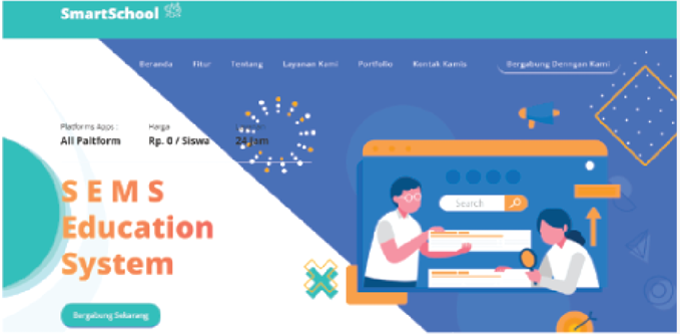 SmartSchool
Beranda Fitur Tentang Layanan Kami Portfolio Kontak Kamis Bergabung Denngan Kami
Platforms Apps : Harga
All Paltform Rp. 0 / Siswa 24 Jam
Search
S E M S
Education
System
Bergabung Sekarang